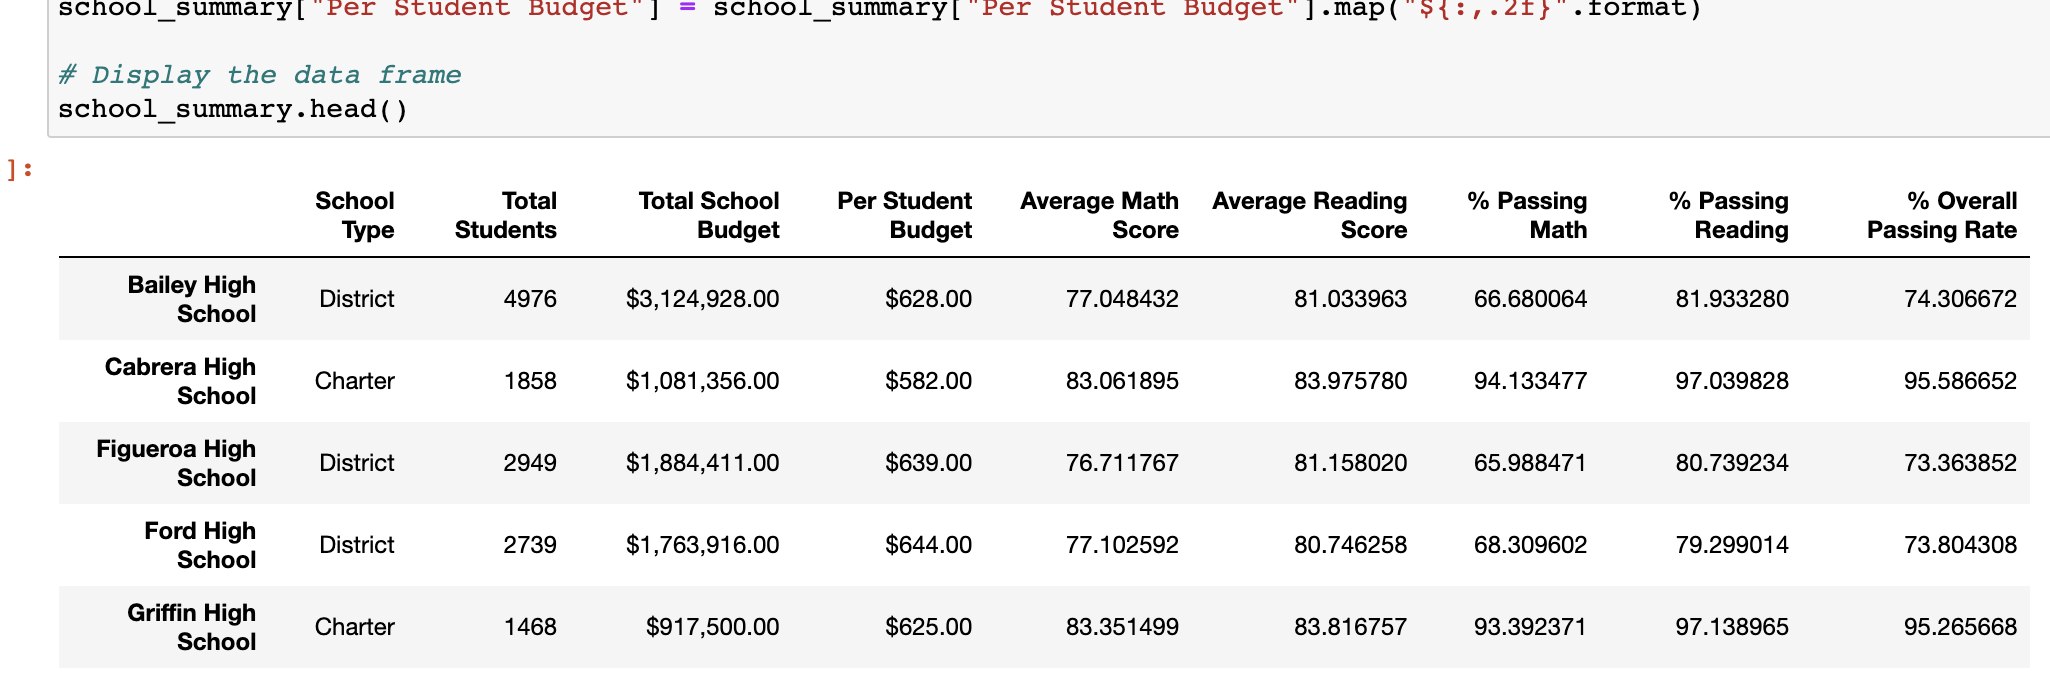 school_summary["Per Student Budget"] = school_summary["Per Student Budget"].map("${:,.2f}".format)
# Display the data frame
school_summary.head()
]:
School Type Total Students Total School Budget Per Student Budget Average Math Score Average Reading Score % Passing Math % Passing Reading % Overall Passing Rate
Bailey High School District 4976 $3,124,928.00 $628.00 77.048432 81.033963 66.680064 81.933280 74.306672
Cabrera High School Charter 1858 $1,081,356.00 $582.00 83.061895 83.975780 94.133477 97.039828 95.586652
Figueroa High School District 2949 $1,884,411.00 $639.00 76.711767 81.158020 65.988471 80.739234 73.363852
Ford High School District 2739 $1,763,916.00 $644.00 77.102592 80.746258 68.309602 79.299014 73.804308
Griffin High School Charter 1468 $917,500.00 $625.00 83.351499 83.816757 93.392371 97.138965 95.265668